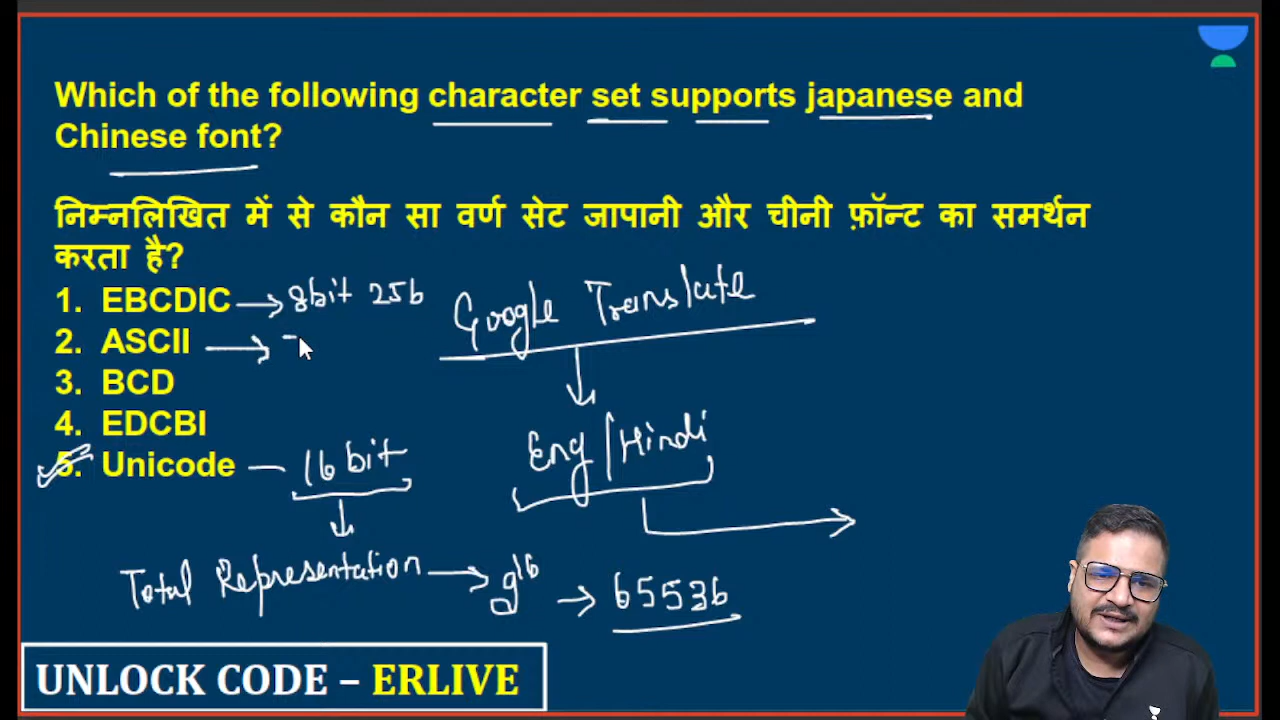 Which of the following character set supports japanese and
Chinese font?
निम्नलिखित में से कौन सा वर्ण सेट जापानी और चीनी फ़ॉन्ट का समर्थन
करता है?
1. EBCDIC → 8bit 256
2. ASCII →
3. BCD
4. EDCBI
5. Unicode – 16 bit
Google Translate
Eng/Hindi
Total Representation → 2^16 → 65536
UNLOCK CODE – ERLIVE